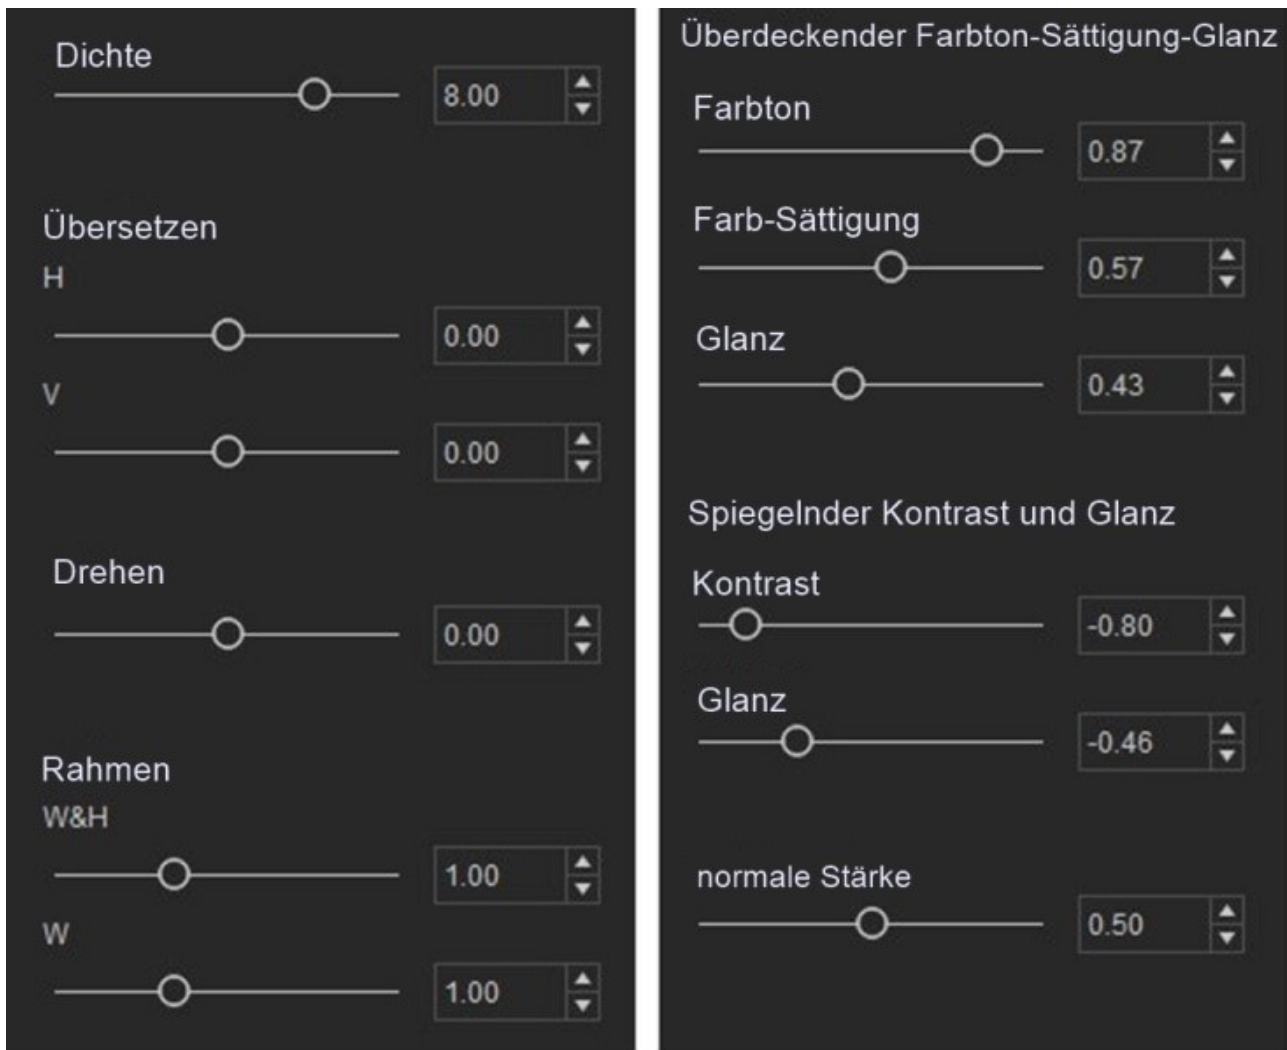 Dichte
8.00
Übersetzen
H
0.00
V
0.00
Drehen
0.00
Rahmen
W&H
1.00
W
1.00
Überdeckender Farbton-Sättigung-Glanz
Farbton
0.87
Farb-Sättigung
0.57
Glanz
0.43
Spiegelnder Kontrast und Glanz
Kontrast
-0.80
Glanz
-0.46
normale Stärke
0.50